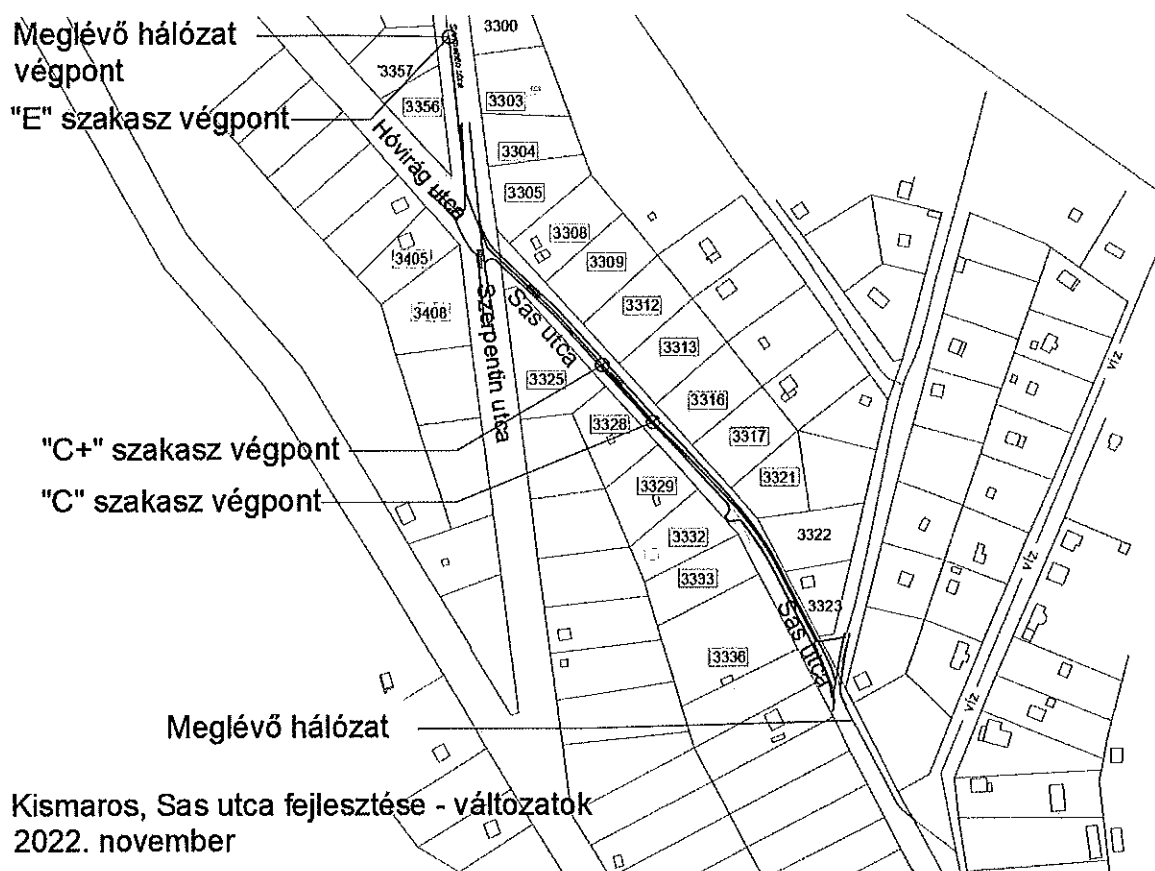 Meglévő hálózat
végpont
"E" szakasz végpont
3300
3357
3356
3303
Hóvirág utca
3304
3305
3308
3405
3309
3408
3312
Sas utca
Szerpentin utca
3313
3325
3316
"C+" szakasz végpont
3328
3317
"C" szakasz végpont
3329
3321
3332
3322
3333
3323
Sas utca
3336
víz
víz
víz
Meglévő hálózat
Kismaros, Sas utca fejlesztése - változatok
2022. november